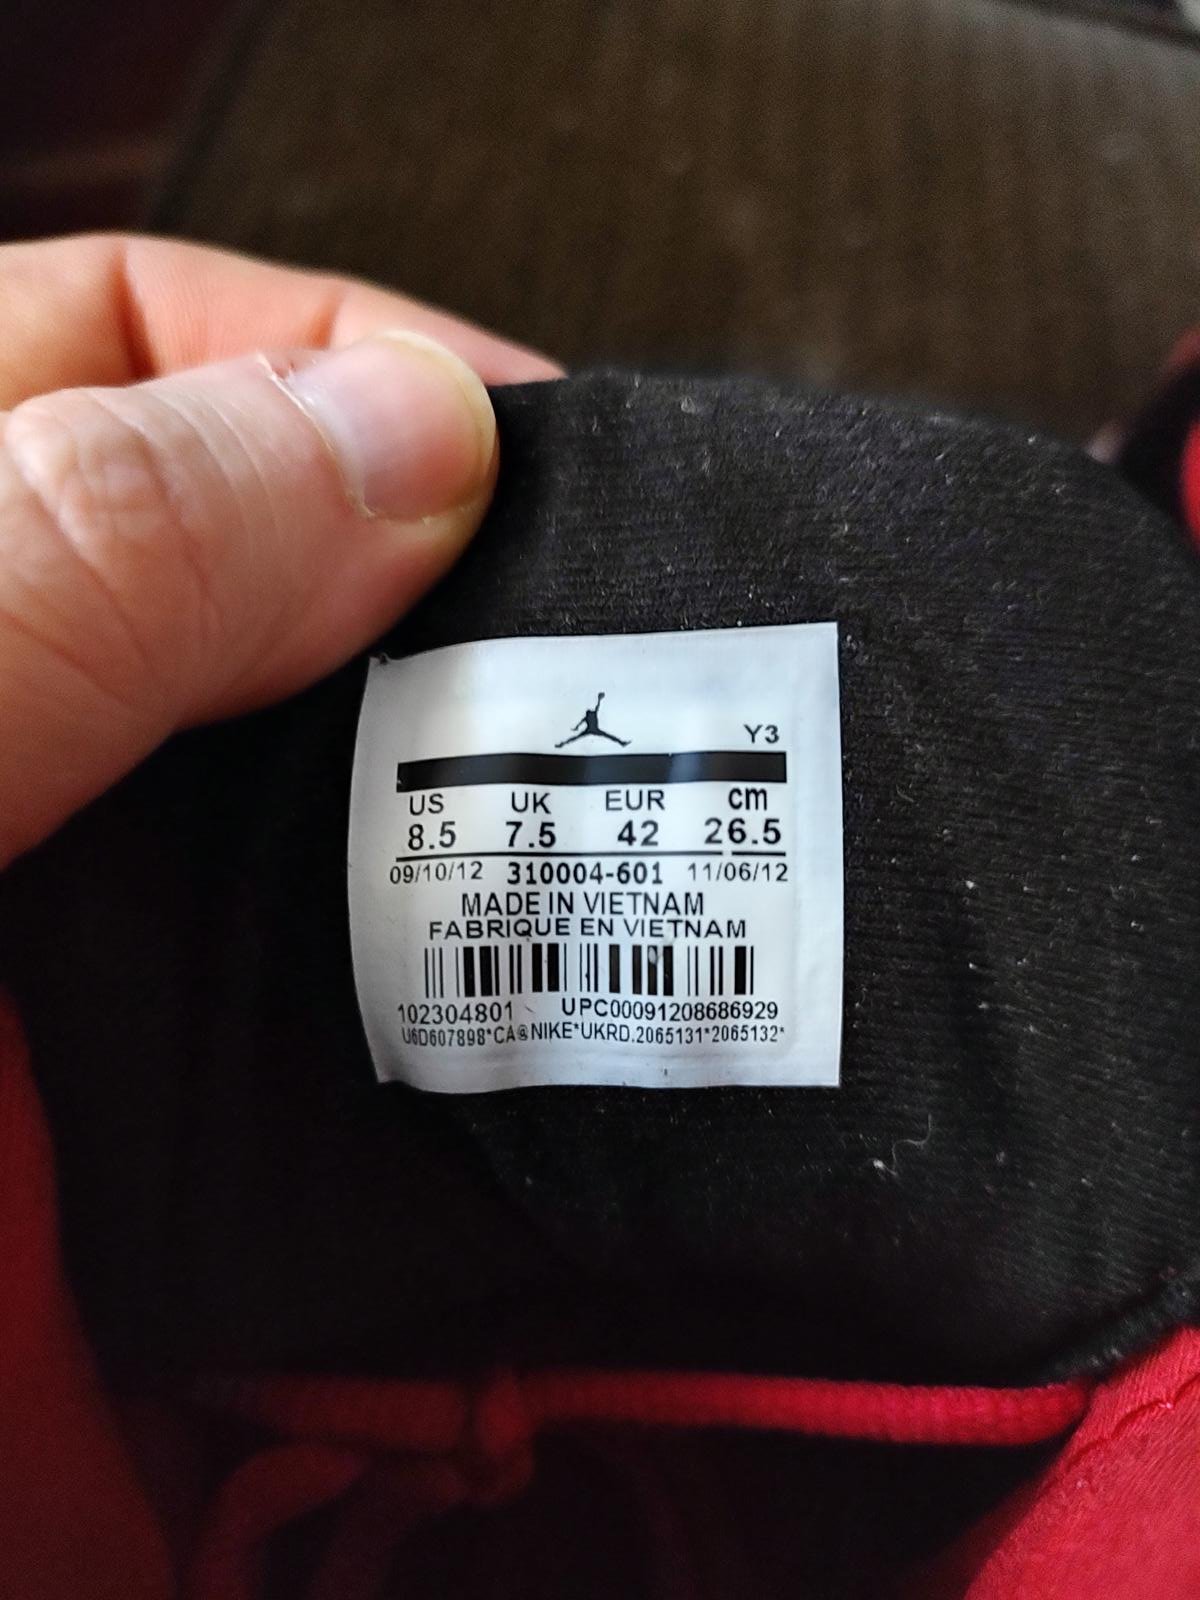 Y3
US UK EUR cm
8.5 7.5 42 26.5
09/10/12 310004-601 11/06/12
MADE IN VIETNAM
FABRIQUE EN VIETNAM
102304801 UPC00091208686929
U6D607898*CA@NIKE*UKRD.2065131*2065132*